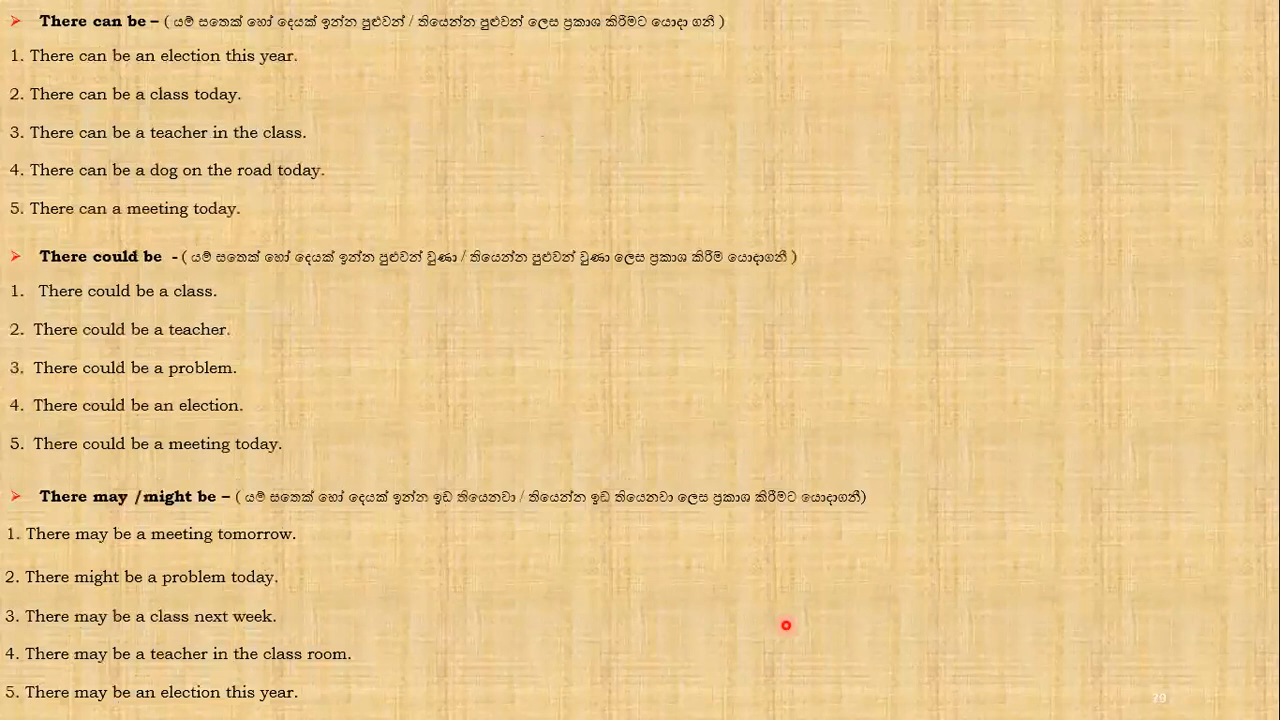 ➢ There can be – ( යම් සතෙක් හෝ දෙයක් ඉන්න පුළුවන් / තියෙන්න පුළුවන් ලෙස ප්‍රකාශ කිරීමට යොදා ගනී )
1. There can be an election this year.
2. There can be a class today.
3. There can be a teacher in the class.
4. There can be a dog on the road today.
5. There can a meeting today.
➢ There could be - ( යම් සතෙක් හෝ දෙයක් ඉන්න පුළුවන් වුණා / තියෙන්න පුළුවන් වුණා ලෙස ප්‍රකාශ කිරීම යොදාගනී )
1. There could be a class.
2. There could be a teacher.
3. There could be a problem.
4. There could be an election.
5. There could be a meeting today.
➢ There may /might be – ( යම් සතෙක් හෝ දෙයක් ඉන්න ඉඩ තියෙනවා / තියෙන්න ඉඩ තියෙනවා ලෙස ප්‍රකාශ කිරීමට යොදාගනී)
1. There may be a meeting tomorrow.
2. There might be a problem today.
3. There may be a class next week.
4. There may be a teacher in the class room.
5. There may be an election this year.
79